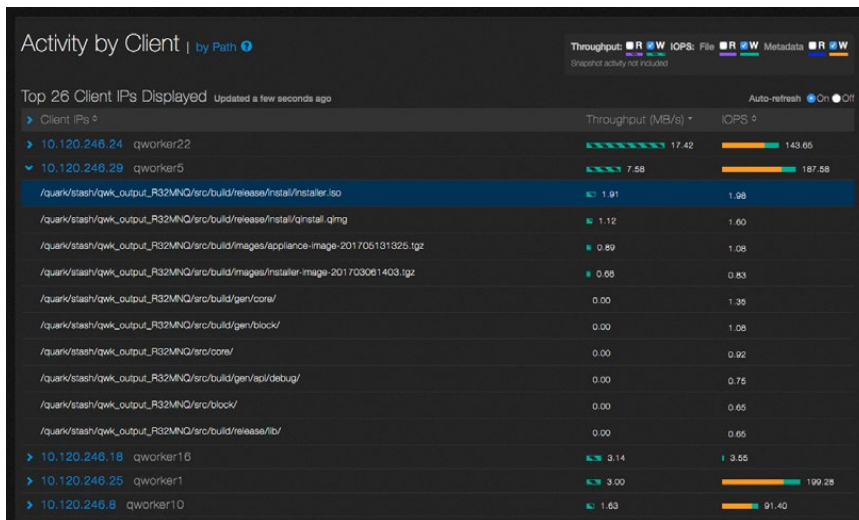 Activity by Client | by Path ?
Throughput: R W IOPS: File R W Metadata R W
Snapshot activity not included
Top 26 Client IPs Displayed Updated a few seconds ago
Auto-refresh On Off
Client IPs Throughput (MB/s) IOPS
10.120.246.24 qworker22 17.42 143.65
10.120.246.29 qworker5 7.58 187.58
/quark/stash/qwk_output_R32MNQ/src/build/release/install/installer.iso 1.91 1.98
/quark/stash/qwk_output_R32MNQ/src/build/release/install/qinstall.qimg 1.12 1.60
/quark/stash/qwk_output_R32MNQ/src/build/images/appliance-image-201705131325.tgz 0.89 1.08
/quark/stash/qwk_output_R32MNQ/src/build/images/installer-image-201703061403.tgz 0.68 0.83
/quark/stash/qwk_output_R32MNQ/src/build/gen/core/ 0.00 1.35
/quark/stash/qwk_output_R32MNQ/src/build/gen/block/ 0.00 1.08
/quark/stash/qwk_output_R32MNQ/src/core/ 0.00 0.92
/quark/stash/qwk_output_R32MNQ/src/build/gen/api/debug/ 0.00 0.75
/quark/stash/qwk_output_R32MNQ/src/block/ 0.00 0.65
/quark/stash/qwk_output_R32MNQ/src/build/release/lib/ 0.00 0.65
10.120.246.18 qworker16 3.14 3.55
10.120.246.25 qworker1 3.00 199.28
10.120.246.8 qworker10 1.63 91.40